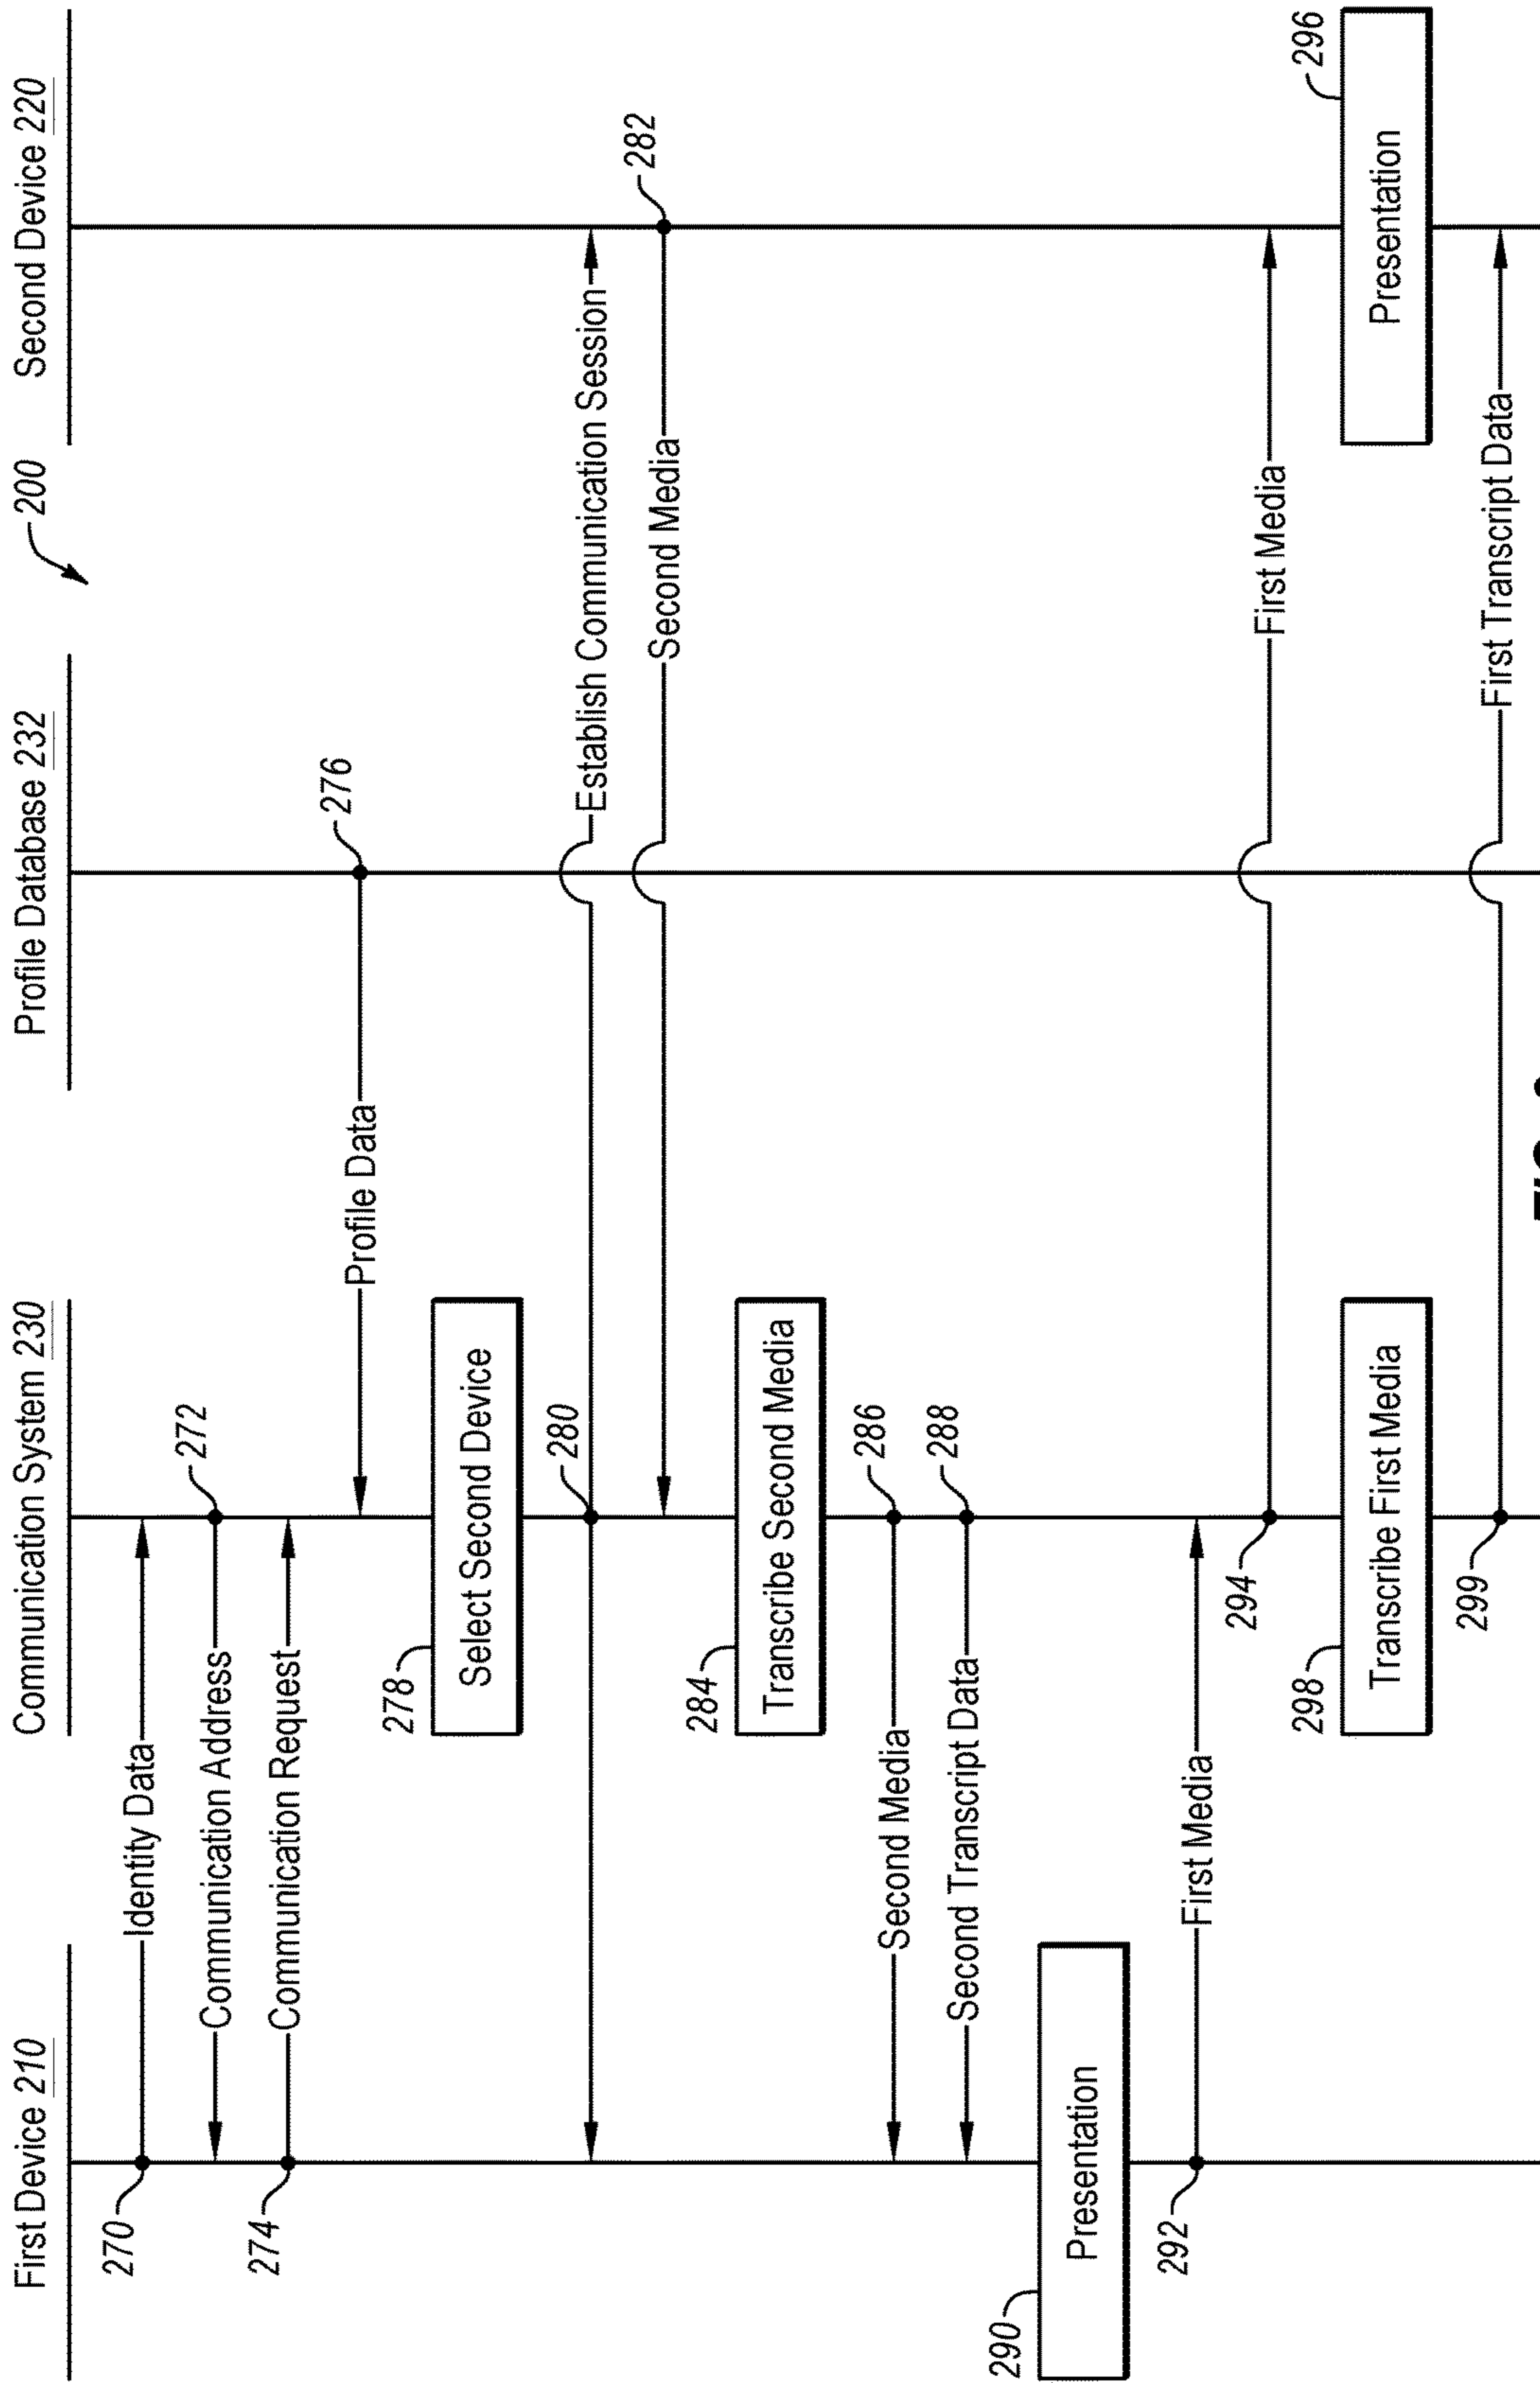 200
First Device 210
Communication System 230
Profile Database 232
Second Device 220
270
Identity Data
272
Communication Address
274
Communication Request
276
Profile Data
278
Select Second Device
280
Establish Communication Session
282
Second Media
284
Transcribe Second Media
286
Second Media
288
Second Transcript Data
290
Presentation
292
First Media
294
First Media
296
Presentation
298
Transcribe First Media
299
First Transcript Data